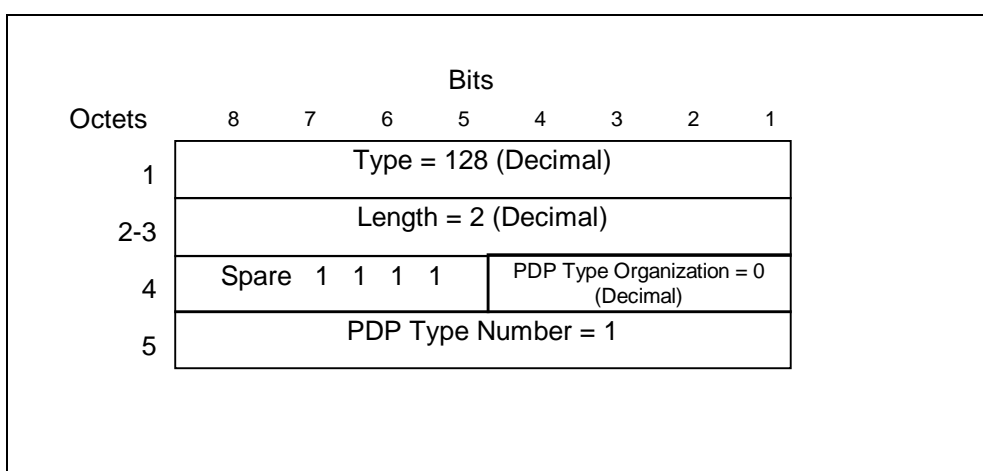 Bits
Octets 8 7 6 5 4 3 2 1
1 Type = 128 (Decimal)
2-3 Length = 2 (Decimal)
4 Spare 1 1 1 1 PDP Type Organization = 0
(Decimal)
5 PDP Type Number = 1